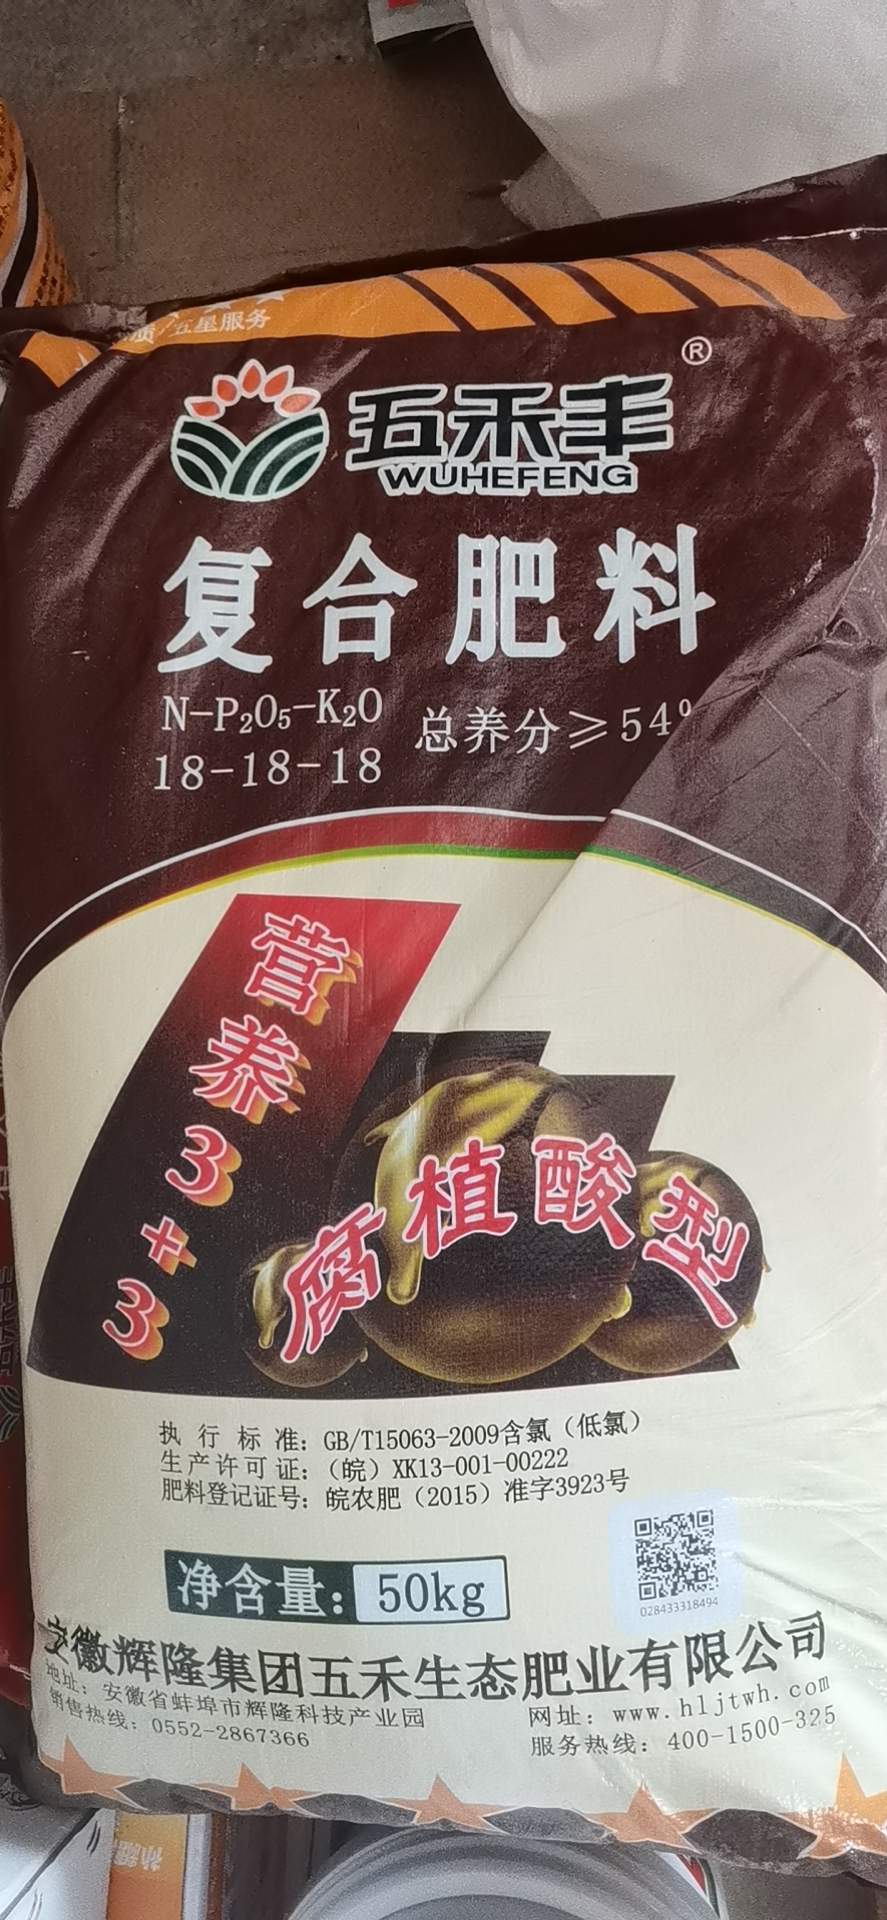 五星服务
五禾丰®
WUHEFENG
复合肥料
N-P₂O₅-K₂O
18-18-18
总养分≥54
营养3+3
腐植酸型
执行标准：GB/T15063-2009含氯（低氯）
生产许可证：（皖）XK13-001-00222
肥料登记证号：皖农肥（2015）准字3923号
净含量：50kg
028433318494
安徽辉隆集团五禾生态肥业有限公司
地址：安徽省蚌埠市辉隆科技产业园
网址：www.hljtwh.com
销售热线：0552-2867366
服务热线：400-1500-325